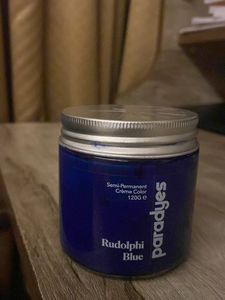 Semi-Permanent
Crème Color
120G ℮
paradyes
Rudolphi
Blue